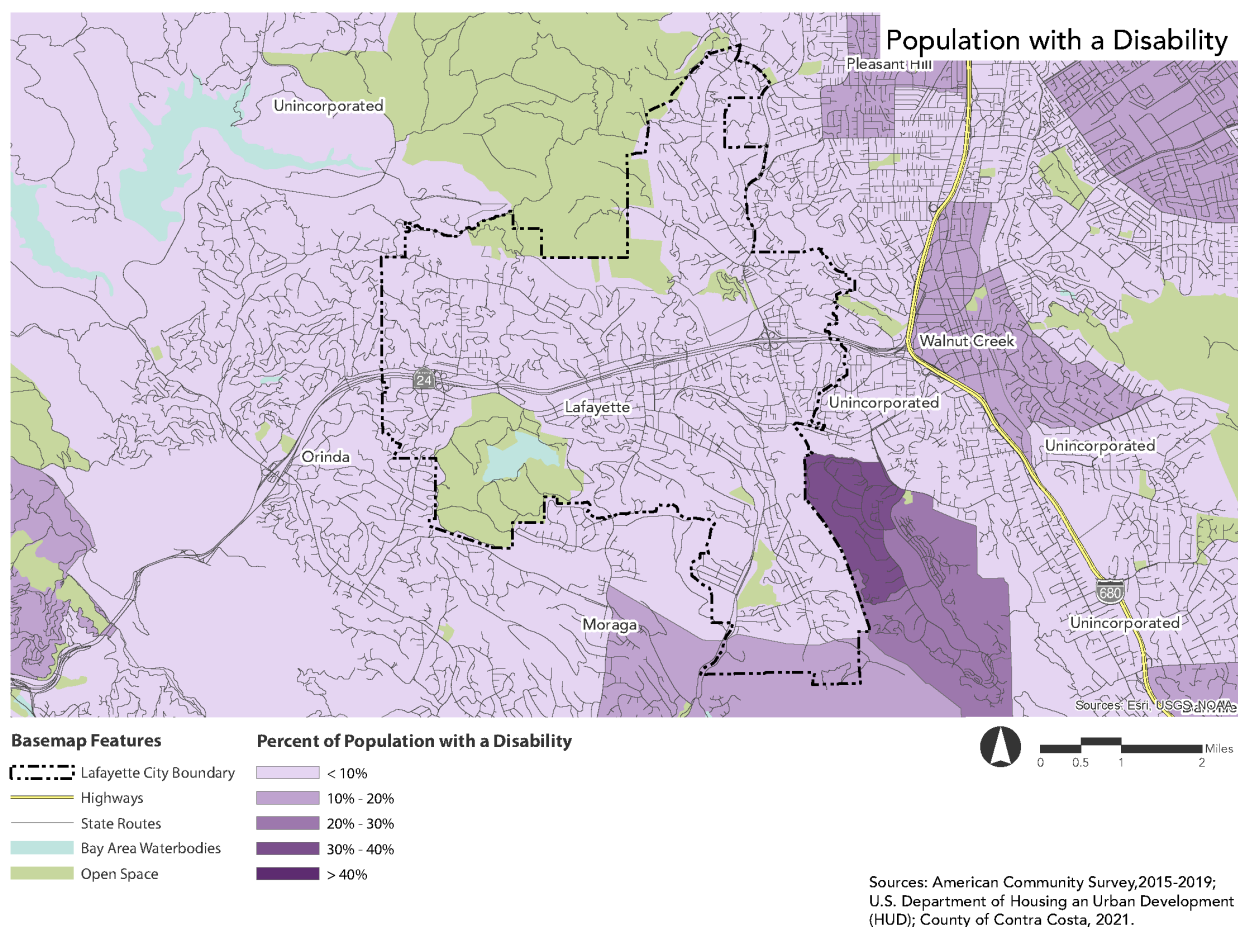 Population with a Disability
Pleasant Hill
Unincorporated
Walnut Creek
24
Unincorporated
Lafayette
Unincorporated
Orinda
680
Moraga
Unincorporated
Sources: Esri, USGS, NOAA
Basemap Features
Lafayette City Boundary
Highways
State Routes
Bay Area Waterbodies
Open Space
Percent of Population with a Disability
< 10%
10% - 20%
20% - 30%
30% - 40%
> 40%
0 0.5 1 2 Miles
Sources: American Community Survey,2015-2019;
U.S. Department of Housing an Urban Development
(HUD); County of Contra Costa, 2021.